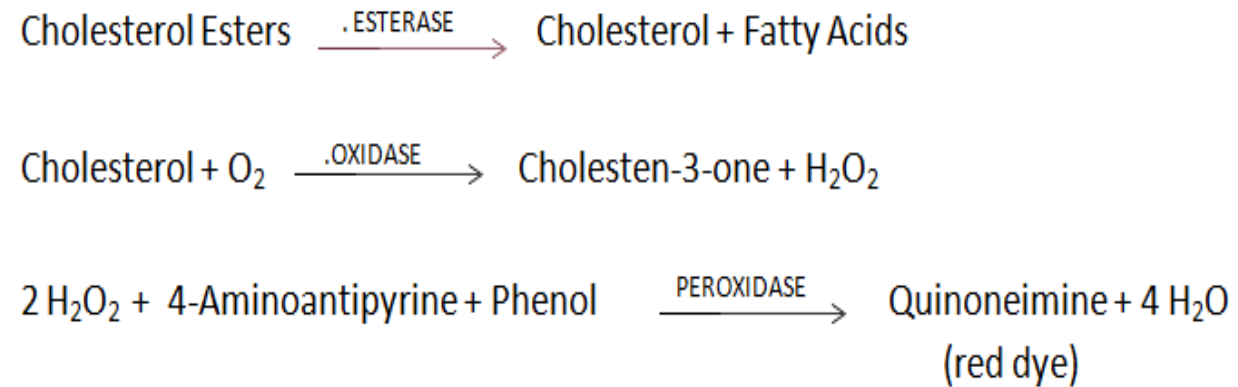 Cholesterol Esters .ESTERASE Cholesterol + Fatty Acids
Cholesterol + O₂ .OXIDASE Cholesten-3-one + H₂O₂
2 H₂O₂ + 4-Aminoantipyrine + Phenol PEROXIDASE Quinoneimine + 4 H₂O
(red dye)